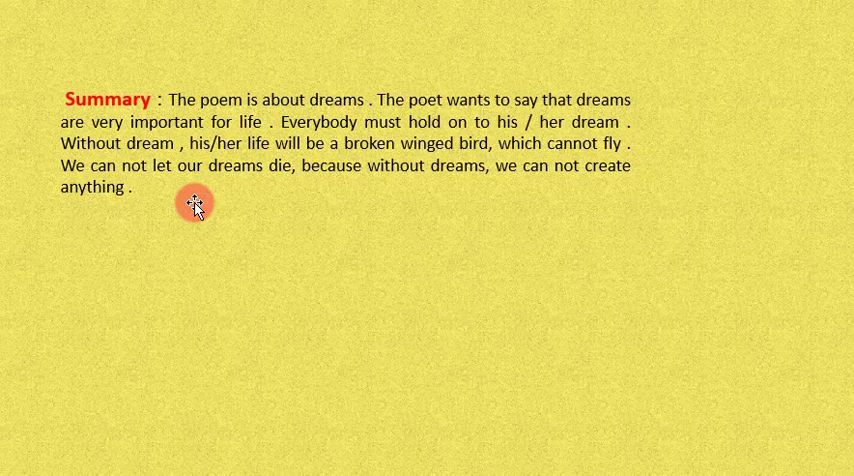 Summary : The poem is about dreams . The poet wants to say that dreams
are very important for life . Everybody must hold on to his / her dream .
Without dream , his/her life will be a broken winged bird, which cannot fly .
We can not let our dreams die, because without dreams, we can not create
anything .